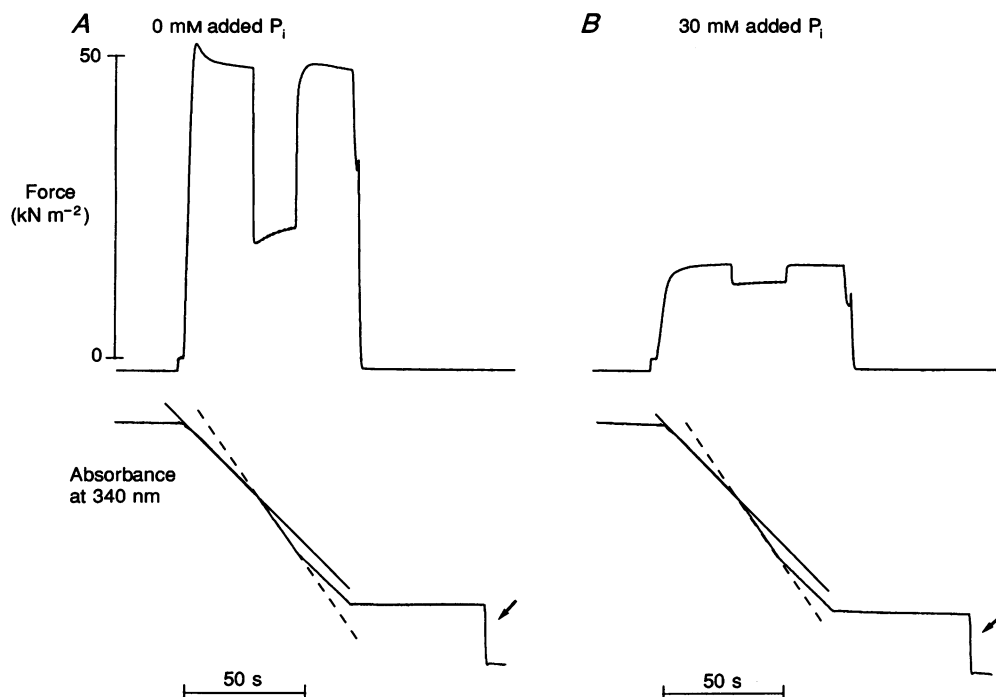 A 0 mM added Pi
50
Force
(kN m−2)
0
Absorbance
at 340 nm
50 s
B 30 mM added Pi
50 s